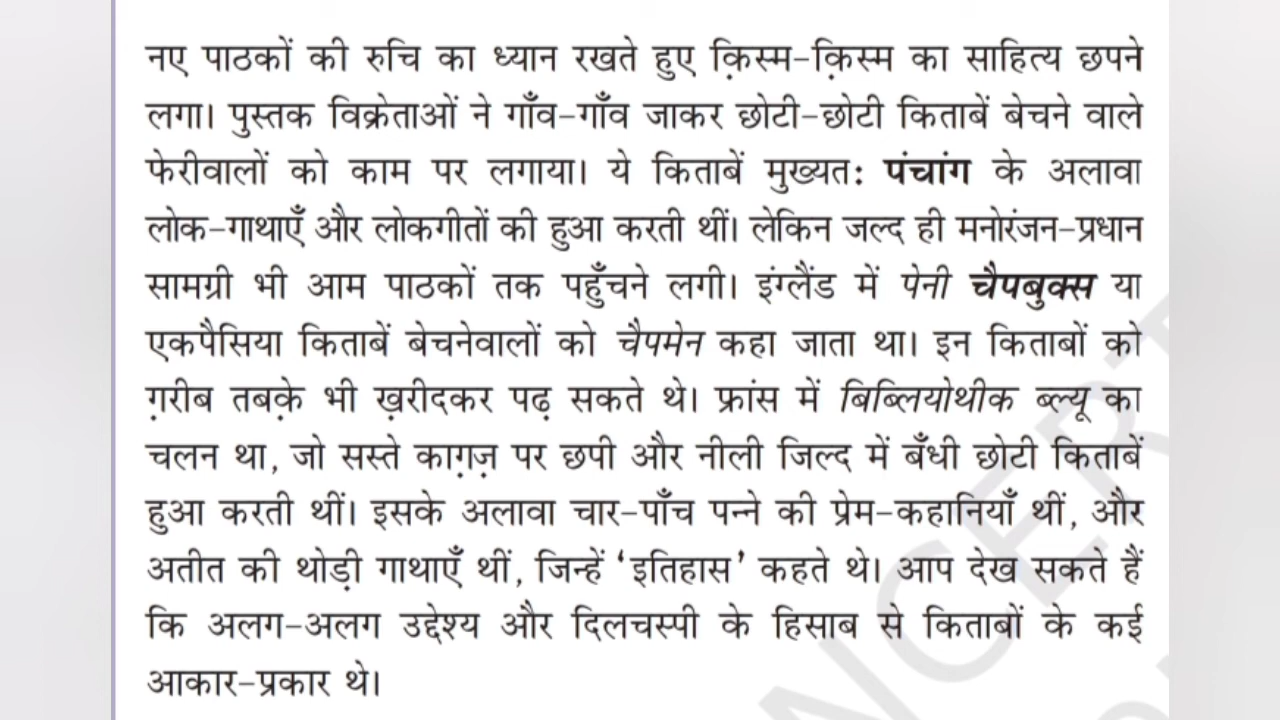 नए पाठकों की रुचि का ध्यान रखते हुए क़िस्म-क़िस्म का साहित्य छपने
लगा। पुस्तक विक्रेताओं ने गाँव-गाँव जाकर छोटी-छोटी किताबें बेचने वाले
फेरीवालों को काम पर लगाया। ये किताबें मुख्यत: पंचांग के अलावा
लोक-गाथाएँ और लोकगीतों की हुआ करती थीं। लेकिन जल्द ही मनोरंजन-प्रधान
सामग्री भी आम पाठकों तक पहुँचने लगी। इंग्लैंड में पेनी चैपबुक्स या
एकपैसिया किताबें बेचनेवालों को चैपमेन कहा जाता था। इन किताबों को
ग़रीब तबक़े भी ख़रीदकर पढ़ सकते थे। फ्रांस में बिब्लियोथीक ब्ल्यू का
चलन था, जो सस्ते काग़ज़ पर छपी और नीली जिल्द में बँधी छोटी किताबें
हुआ करती थीं। इसके अलावा चार-पाँच पन्ने की प्रेम-कहानियाँ थीं, और
अतीत की थोड़ी गाथाएँ थीं, जिन्हें ‘इतिहास’ कहते थे। आप देख सकते हैं
कि अलग-अलग उद्देश्य और दिलचस्पी के हिसाब से किताबों के कई
आकार-प्रकार थे।
NCERT